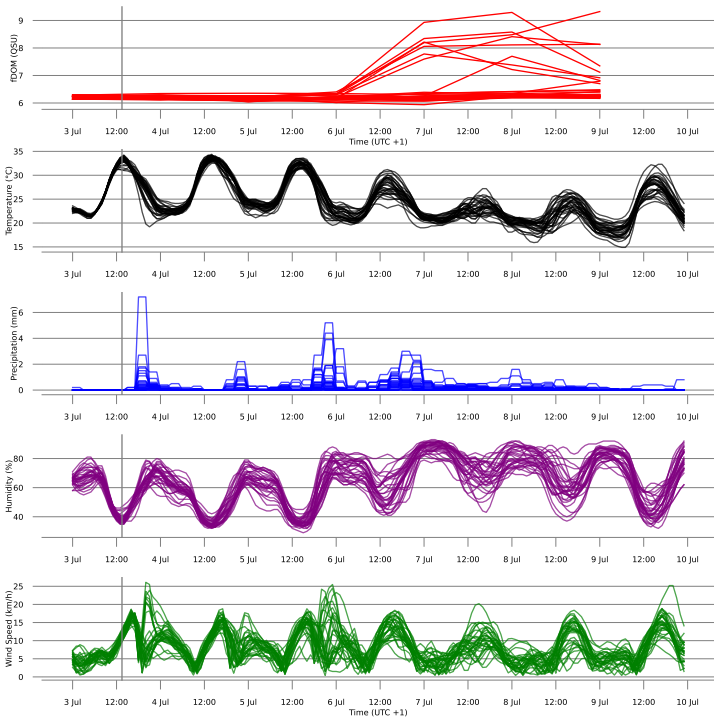 9
8
7
6
fDOM (QSU)
3 Jul 12:00 4 Jul 12:00 5 Jul 12:00 6 Jul 12:00 7 Jul 12:00 8 Jul 12:00 9 Jul 12:00 10 Jul
Time (UTC +1)
35
30
25
20
15
Temperature (°C)
3 Jul 12:00 4 Jul 12:00 5 Jul 12:00 6 Jul 12:00 7 Jul 12:00 8 Jul 12:00 9 Jul 12:00 10 Jul
6
4
2
0
Precipitation (mm)
3 Jul 12:00 4 Jul 12:00 5 Jul 12:00 6 Jul 12:00 7 Jul 12:00 8 Jul 12:00 9 Jul 12:00 10 Jul
80
60
40
Humidity (%)
3 Jul 12:00 4 Jul 12:00 5 Jul 12:00 6 Jul 12:00 7 Jul 12:00 8 Jul 12:00 9 Jul 12:00 10 Jul
25
20
15
10
5
0
Wind Speed (km/h)
3 Jul 12:00 4 Jul 12:00 5 Jul 12:00 6 Jul 12:00 7 Jul 12:00 8 Jul 12:00 9 Jul 12:00 10 Jul
Time (UTC +1)